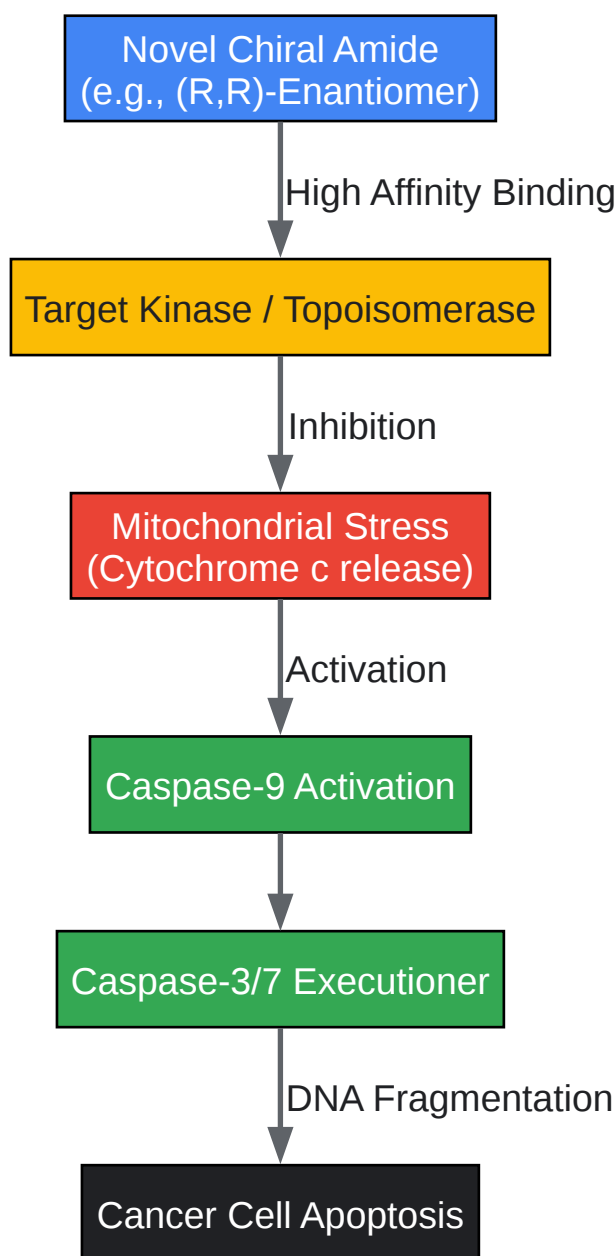 Novel Chiral Amide
(e.g., (R,R)-Enantiomer)
High Affinity Binding
Target Kinase / Topoisomerase
Inhibition
Mitochondrial Stress
(Cytochrome c release)
Activation
Caspase-9 Activation
Caspase-3/7 Executioner
DNA Fragmentation
Cancer Cell Apoptosis